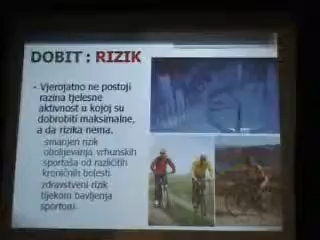 DOBIT : RIZIK
- Vjerojatno ne postoji
razina tjelesne
aktivnost u kojoj su
dobrobiti maksimalne,
a da rizika nema.
smanjen rizik
obolijevanja vrhunskih
sportaša od različitih
kroničnih bolesti
zdravstveni rizik
tijekom bavljenja
sportom.